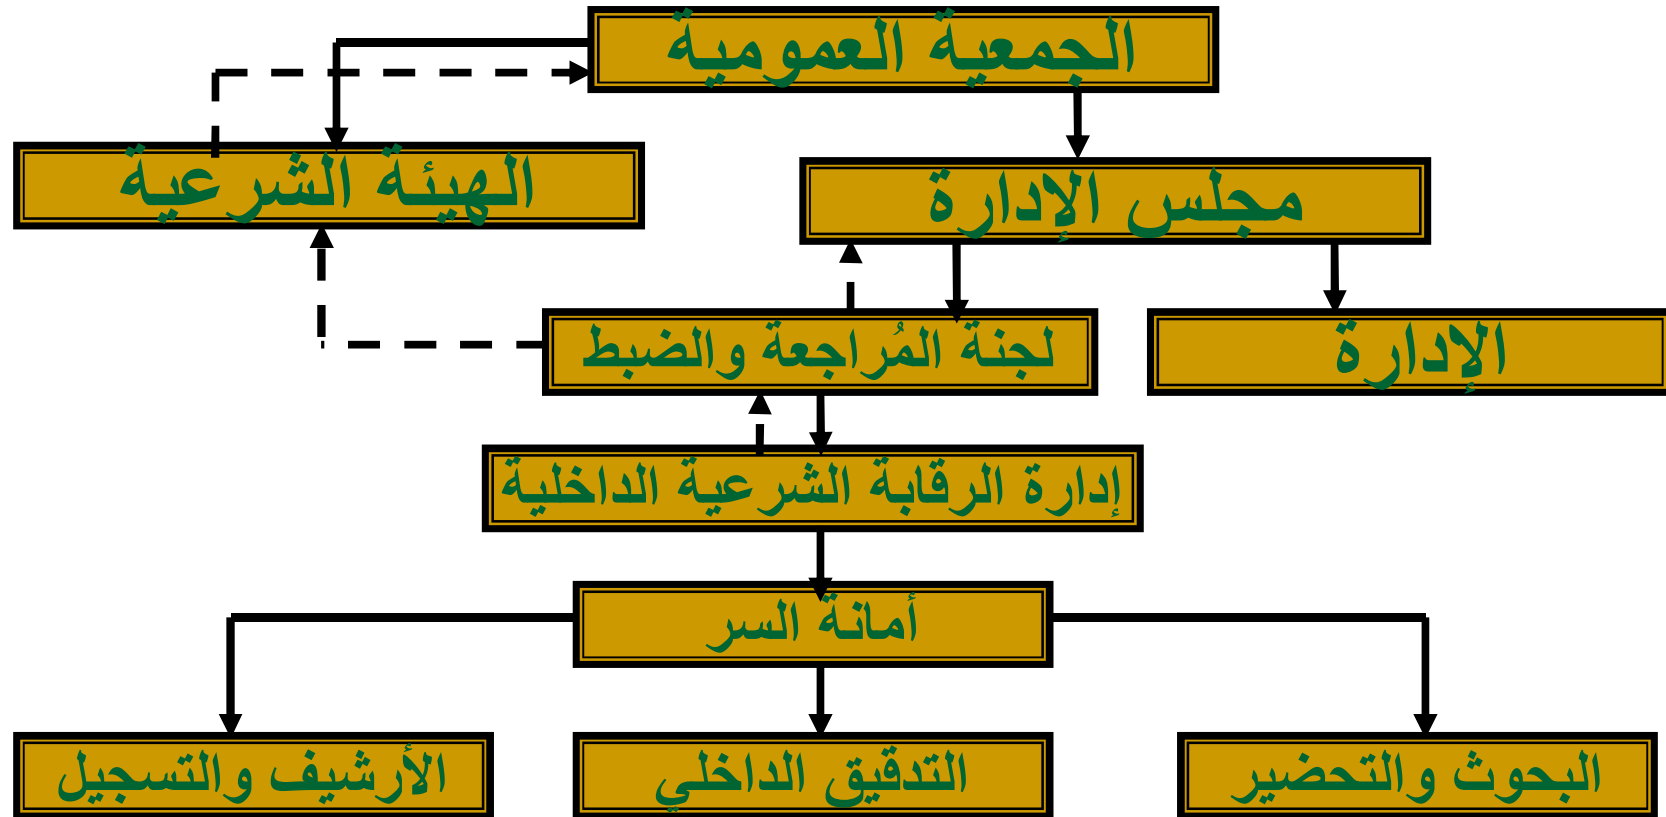 الجمعية العمومية
الهيئة الشرعية
مجلس الإدارة
لجنة المُراجعة والضبط
الإدارة
إدارة الرقابة الشرعية الداخلية
أمانة السر
البحوث والتحضير
التدقيق الداخلي
الأرشيف والتسجيل